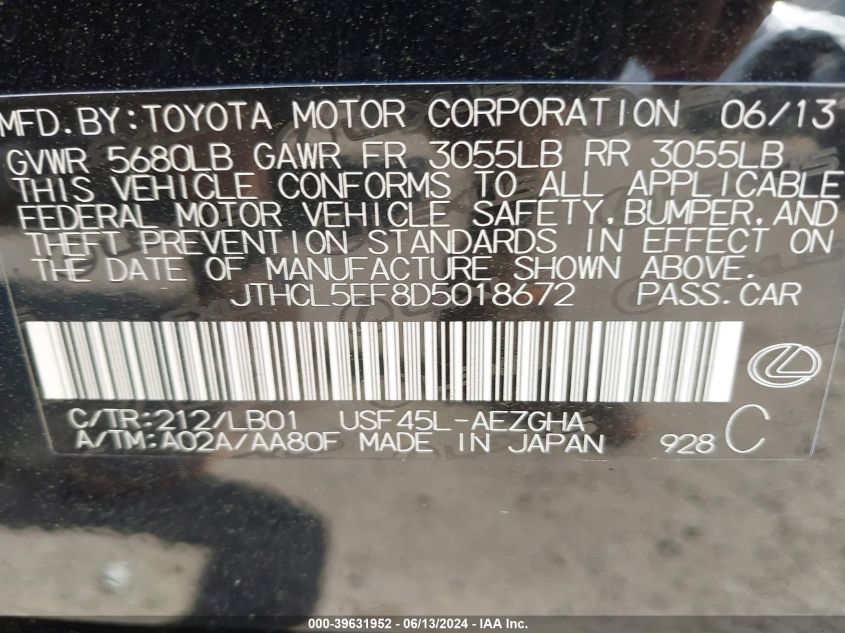 MFD.BY:TOYOTA MOTOR CORPORATION 06/13
GVWR 5680LB GAWR FR 3055LB RR 3055LB
THIS VEHICLE CONFORMS TO ALL APPLICABLE
FEDERAL MOTOR VEHICLE SAFETY,BUMPER,AND
THEFT PREVENTION STANDARDS IN EFFECT ON
THE DATE OF MANUFACTURE SHOWN ABOVE.
JTHCL5EF8D5018672 PASS.CAR
C/TR:212/LB01 USF45L-AEZGHA
A/TM:A02A/AA80F MADE IN JAPAN 928 C
000-39631952 - 06/13/2024 - IAA Inc.